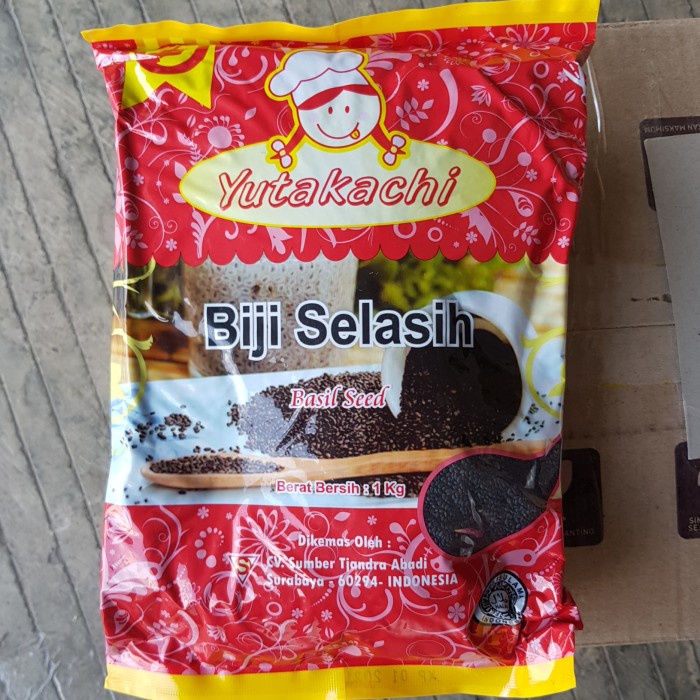 Yutakachi
Biji Selasih
Basil Seed
Berat Bersih : 1 Kg
Dikemas Oleh :
S
CV. Sumber Tjandra Abadi
Surabaya - 60294- INDONESIA